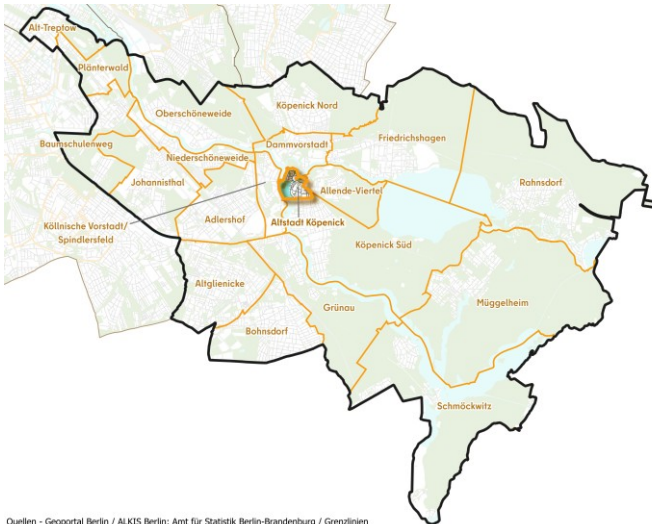 Alt-Treptow
Plänterwald
Oberschöneweide
Köpenick Nord
Baumschulenweg
Niederschöneweide
Dammvorstadt
Friedrichshagen
Johannisthal
Allende-Viertel
Rahnsdorf
Adlershof
Köllnische Vorstadt/
Spindlersfeld
Altstadt Köpenick
Köpenick Süd
Altglienicke
Grünau
Müggelheim
Bohnsdorf
Schmöckwitz
Quellen - Geoportal Berlin / ALKIS Berlin; Amt für Statistik Berlin-Brandenburg / Grenzlinien